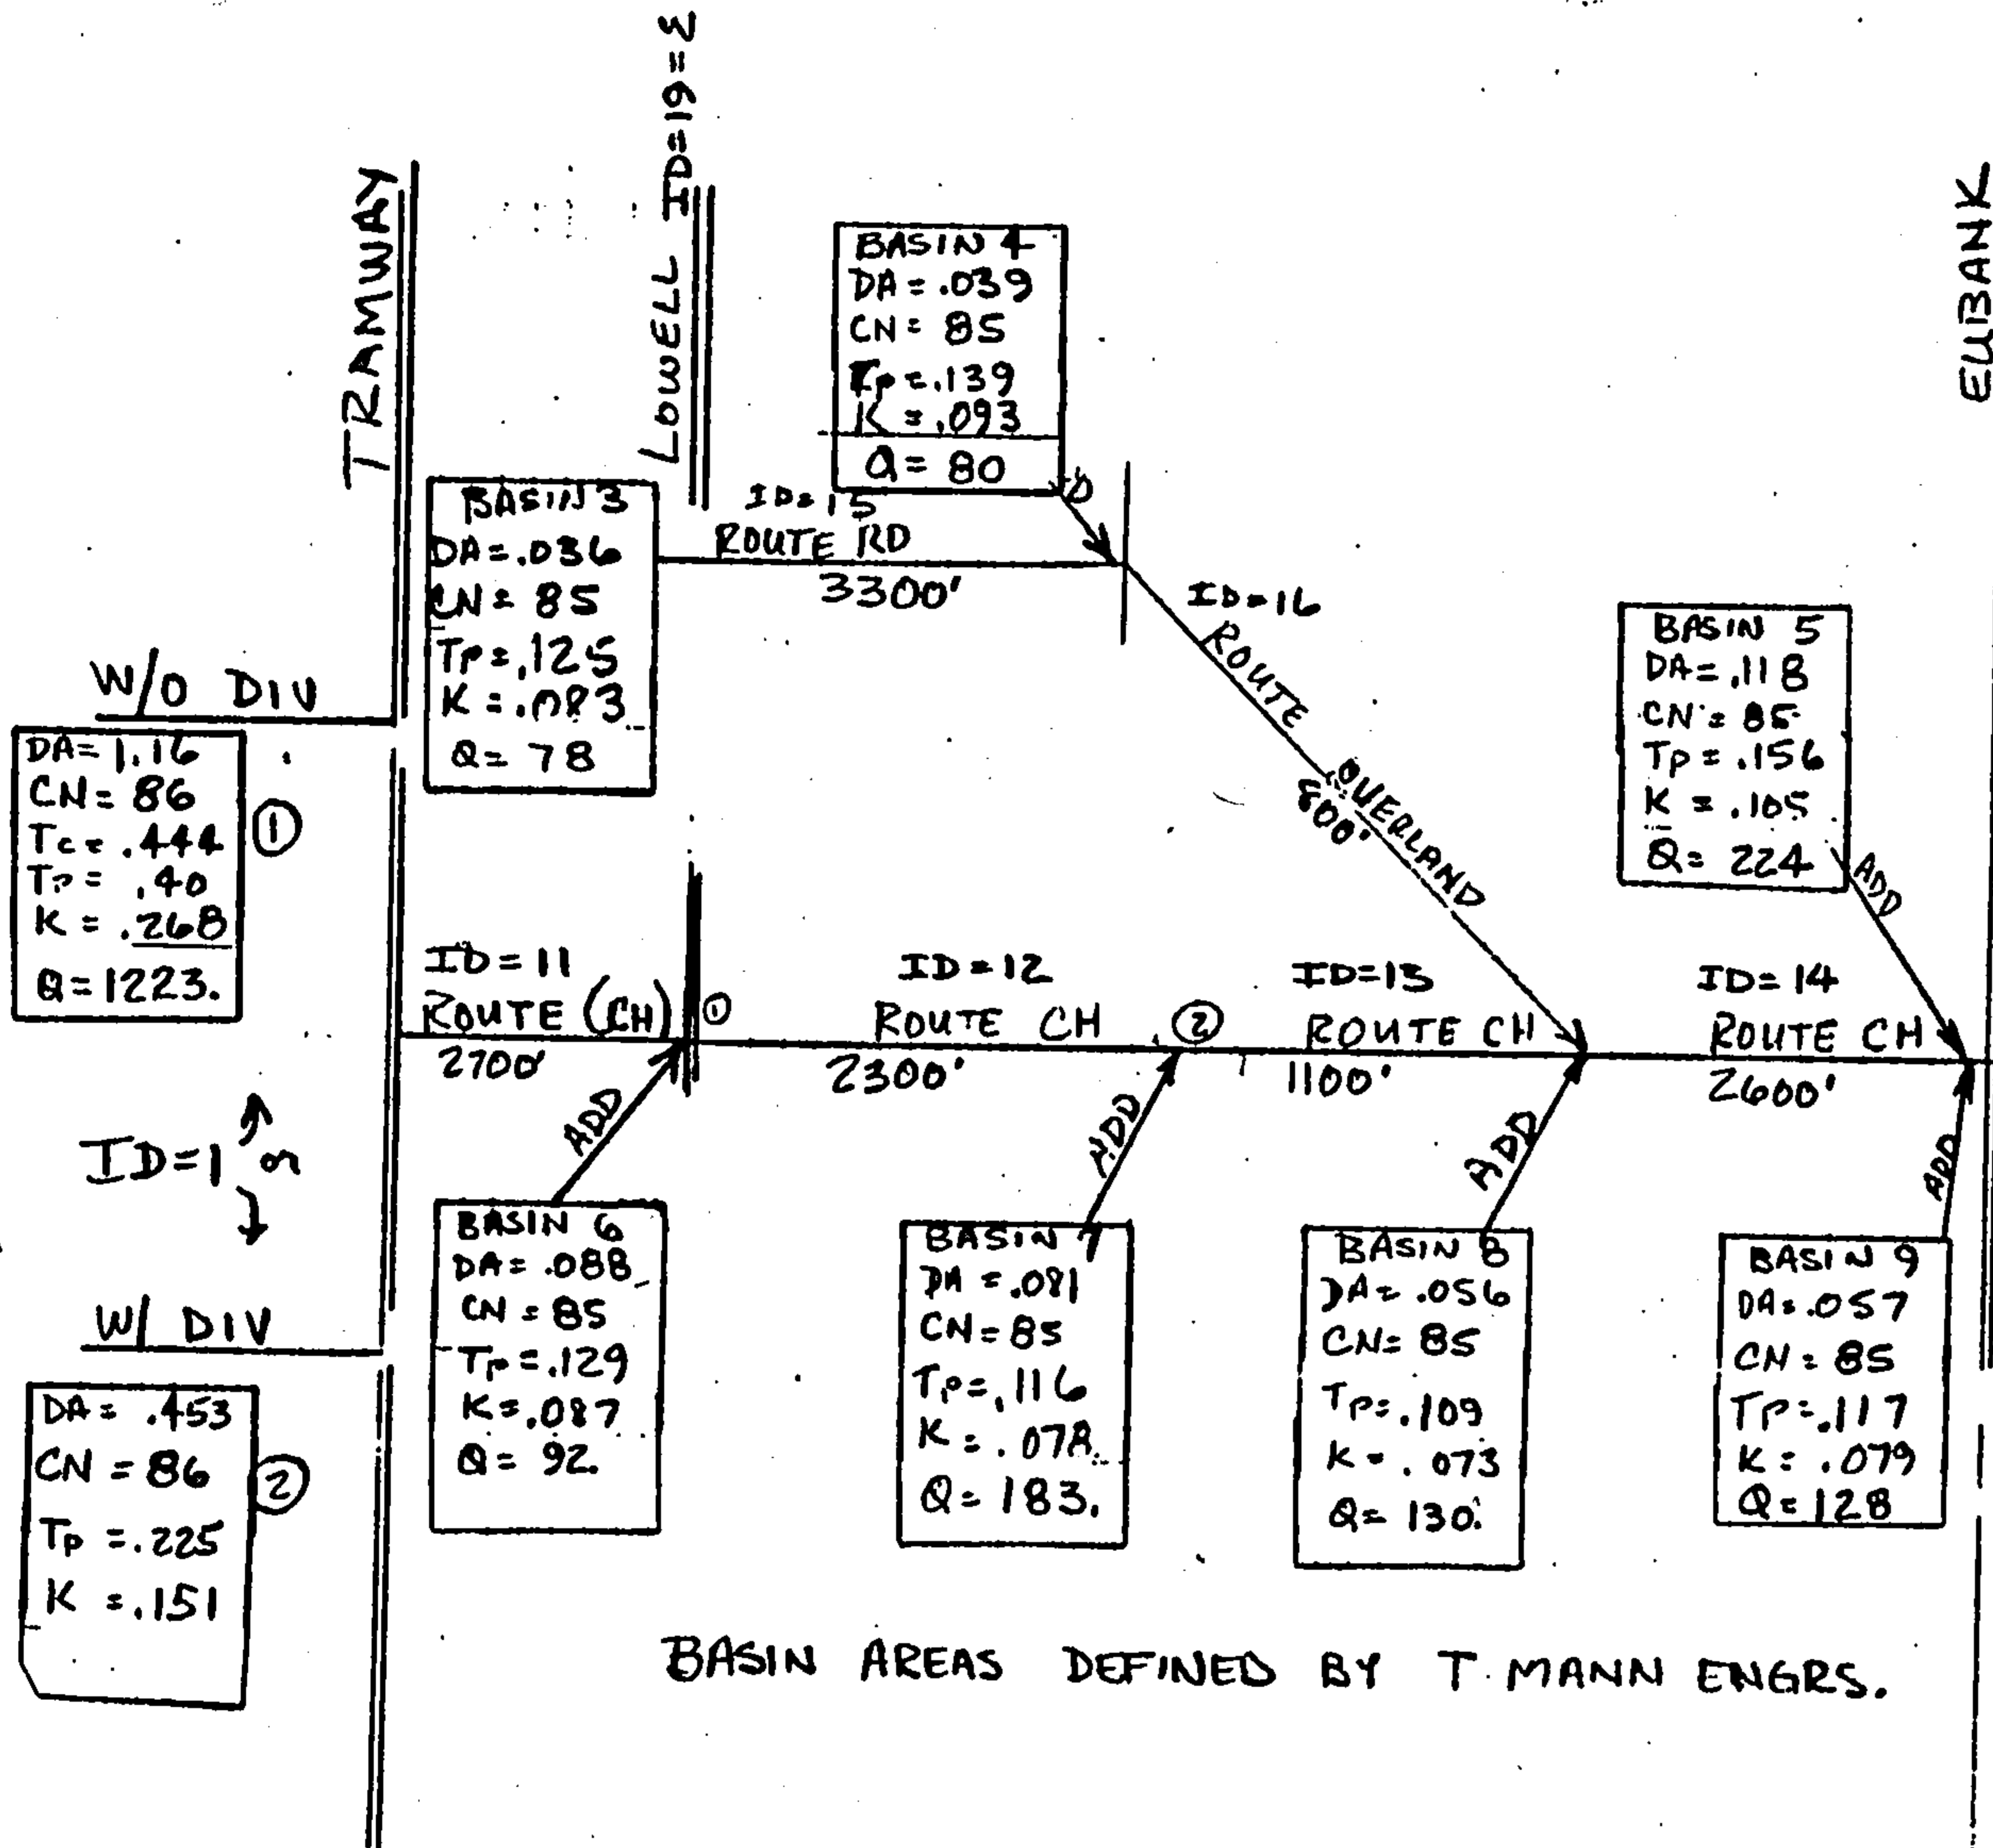 TRAMWAY
LOWELL ID=19=3
EUBANK
BASIN 4
DA = .039
CN = 85
Tp = .139
K = .093
Q = 80
BASIN 3
DA = .036
CN = 85
Tp = .125
K = .083
Q = 78
ID=15
ROUTE RD
3300'
ID=16
ROUTE OVERLAND
800'
BASIN 5
DA = .118
CN = 85
Tp = .156
K = .105
Q = 224
ADD
W/O DIV
DA = 1.16
CN = 86
Tc = .444
Tp = .40
K = .268
Q = 1223.
①
ID=11
ROUTE (CH)
2700'
①
ID=12
ROUTE CH
2300'
②
ID=13
ROUTE CH
1100'
ID=14
ROUTE CH
2600'
ID=1 or
ADD
ADD
ADD
ADD
W/ DIV
DA = .453
CN = 86
Tp = .225
K = .151
②
BASIN 6
DA = .088
CN = 85
Tp = .129
K = .087
Q = 92.
BASIN 7
DA = .081
CN = 85
Tp = .116
K = .078
Q = 183.
BASIN 8
DA = .056
CN = 85
Tp = .109
K = .073
Q = 130.
BASIN 9
DA = .057
CN = 85
Tp = .117
K = .079
Q = 128
BASIN AREAS DEFINED BY T. MANN ENGRS.